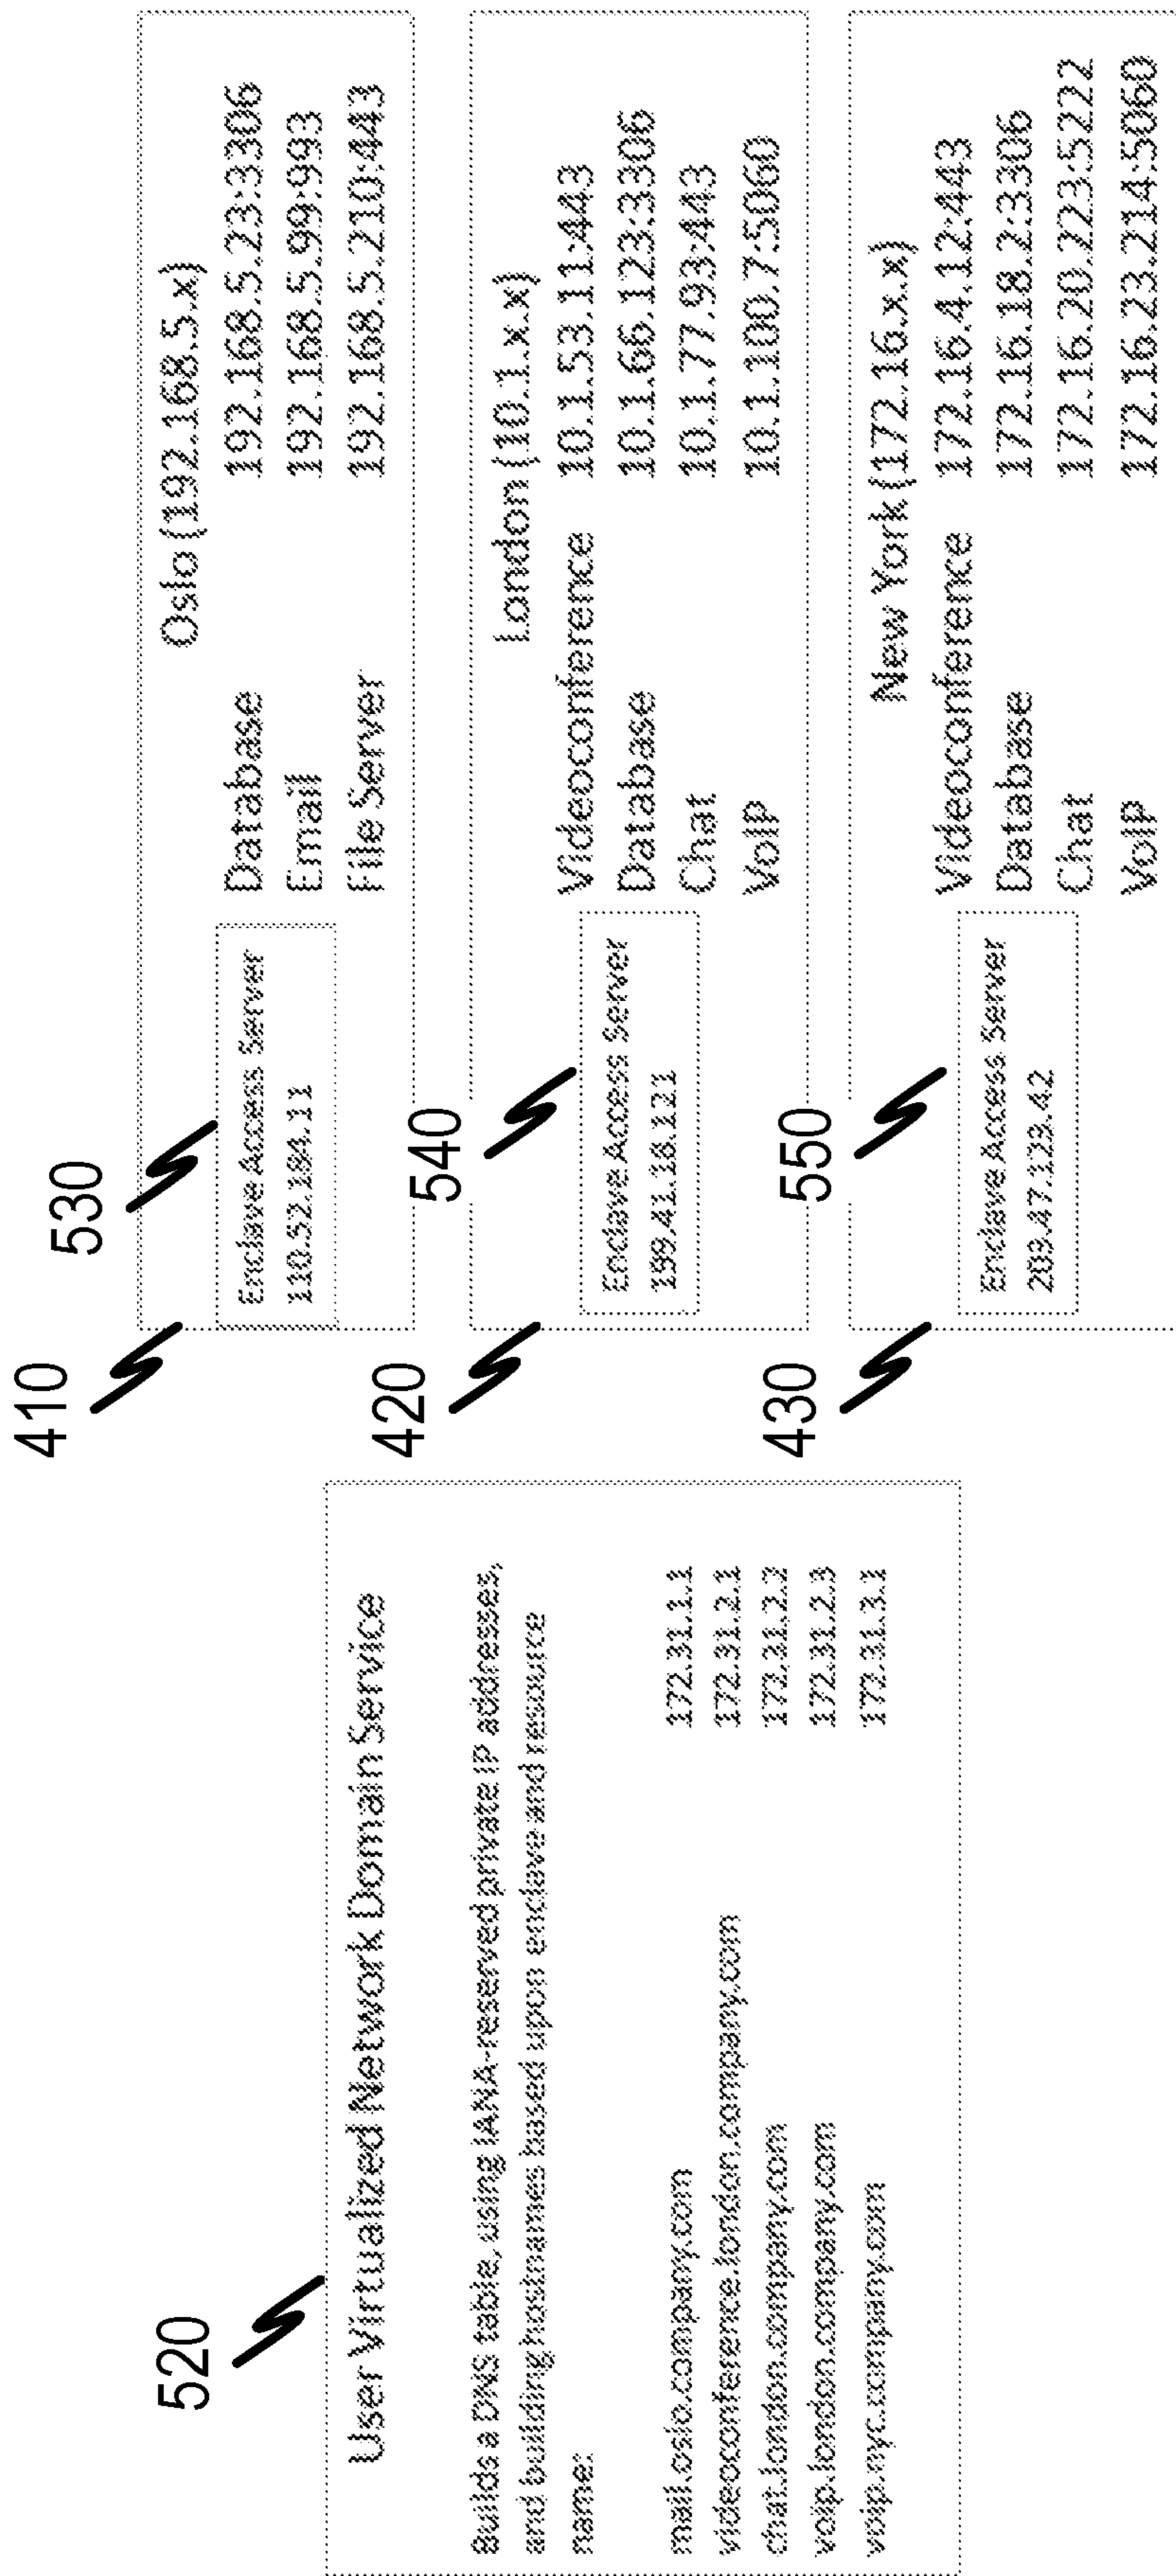 520
User Virtualized Network Domain Service
Builds a DNS table, using IANA-reserved private IP addresses,
and building hostnames based upon enclave and resource
name:
mail.oslo.company.com 172.31.1.1
videoconference.london.company.com 172.31.2.1
chat.london.company.com 172.31.2.2
voip.london.company.com 172.31.2.3
voip.nyc.company.com 172.31.3.1
410
530
Oslo (192.168.5.x)
Enclave Access Server
110.52.184.11
Database 192.168.5.23:3306
Email 192.168.5.99:993
File Server 192.168.5.210:443
420
540
London (10.1.x.x)
Enclave Access Server
199.41.18.121
Videoconference 10.1.53.11:443
Database 10.1.66.123:3306
Chat 10.1.77.93:443
VoIP 10.1.100.7:5060
430
550
New York (172.16.x.x)
Enclave Access Server
209.47.123.42
Videoconference 172.16.4.12:443
Database 172.16.18.2:3306
Chat 172.16.20.223:5222
VoIP 172.16.23.214:5060